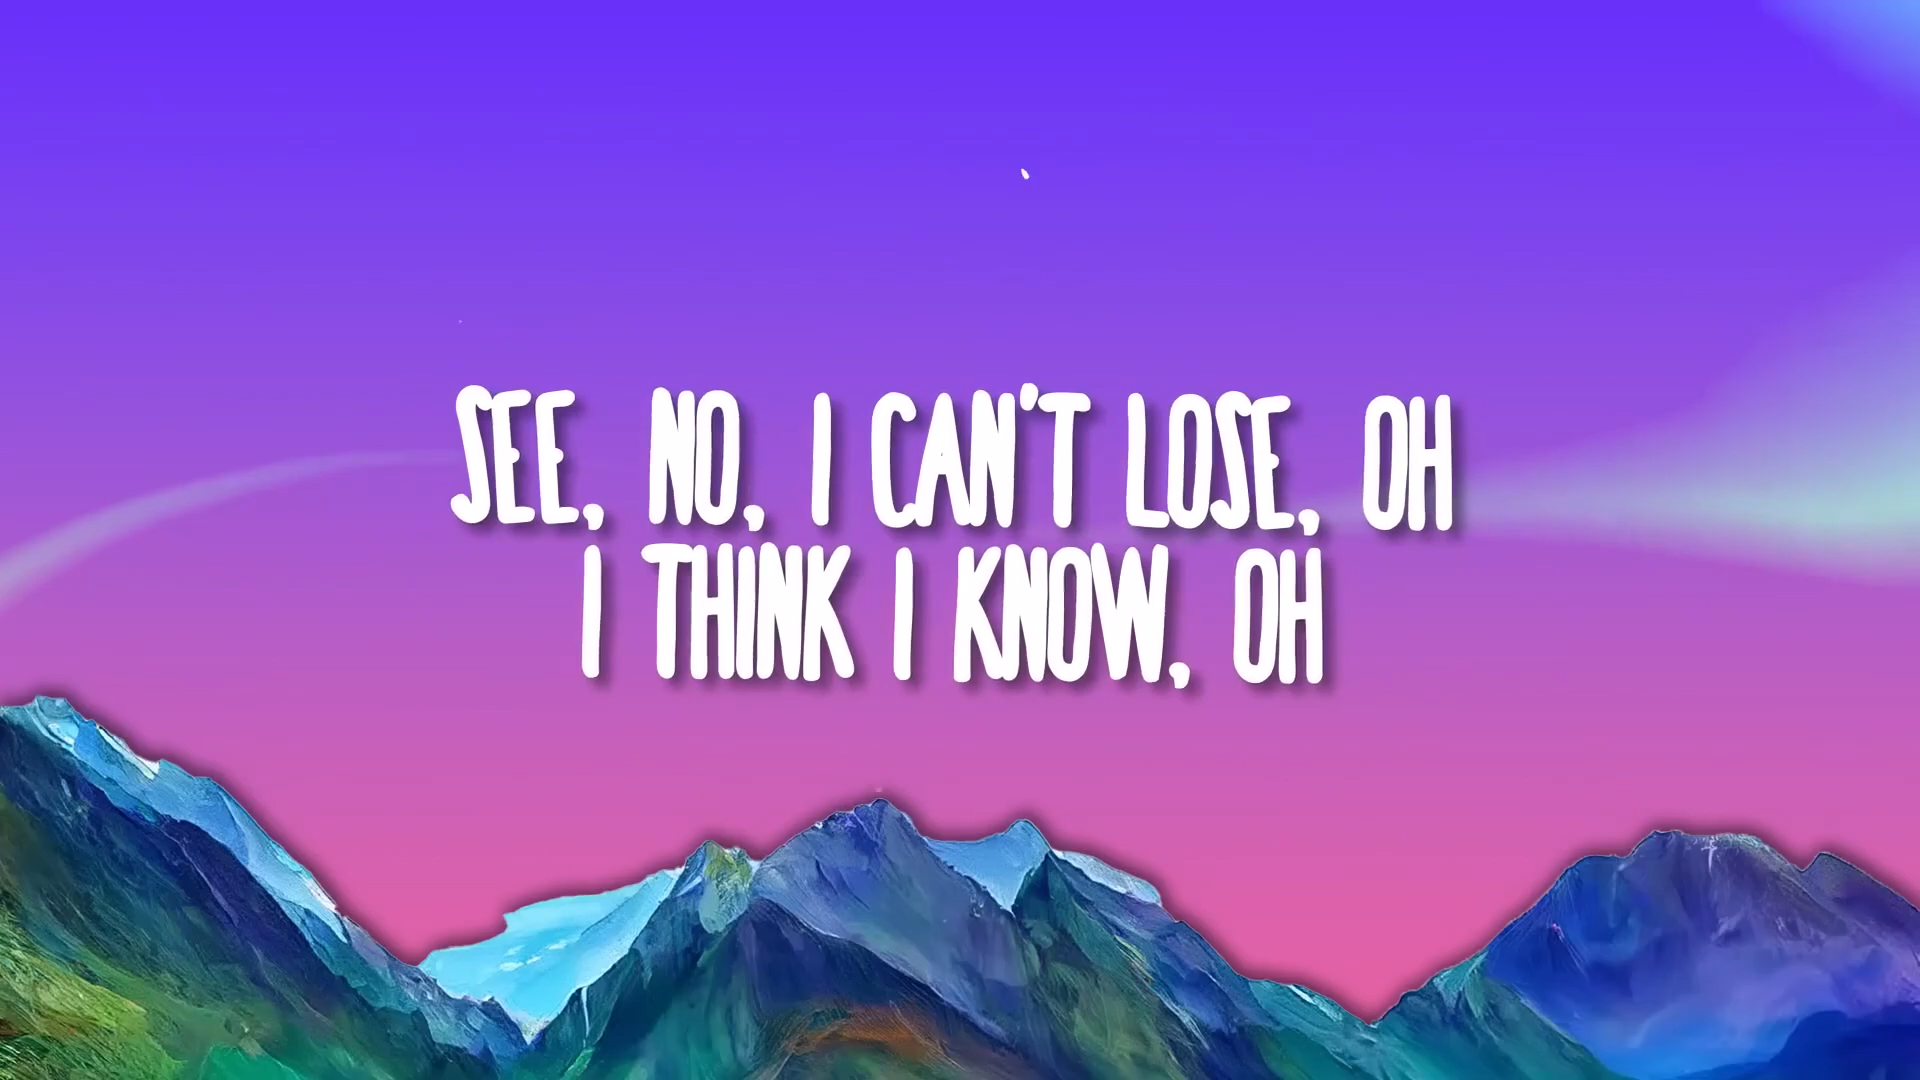 SEE, NO, I CAN'T LOSE, OH
I THINK I KNOW, OH